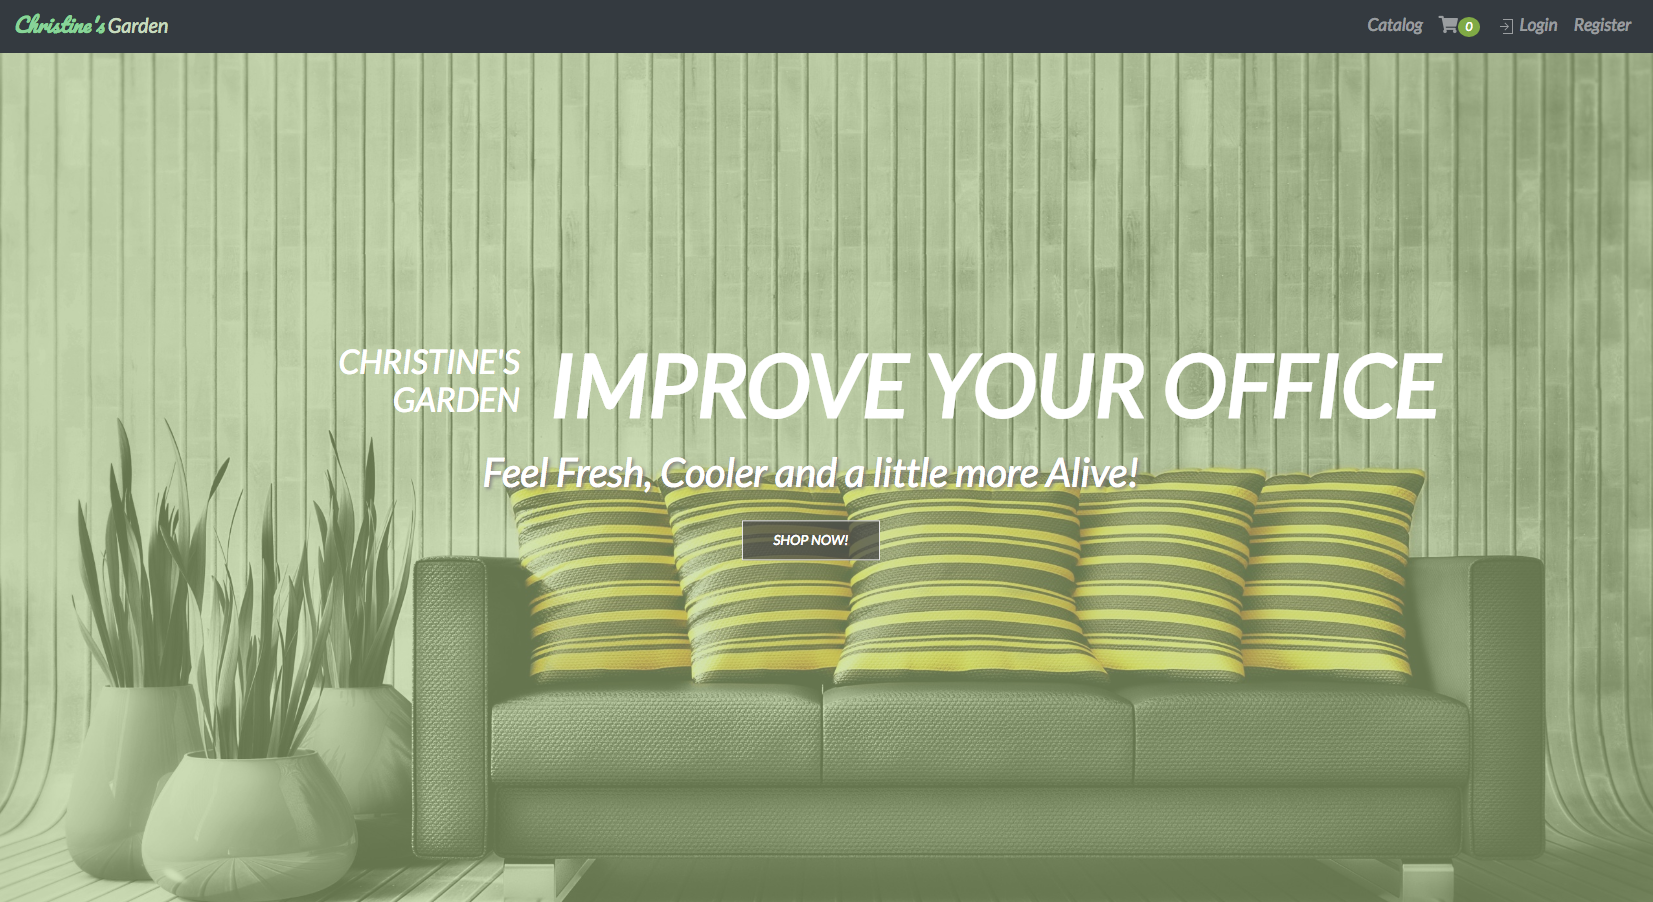 Christine's Garden
Catalog 0 Login Register
CHRISTINE'S
GARDEN
IMPROVE YOUR OFFICE
Feel Fresh, Cooler and a little more Alive!
SHOP NOW!